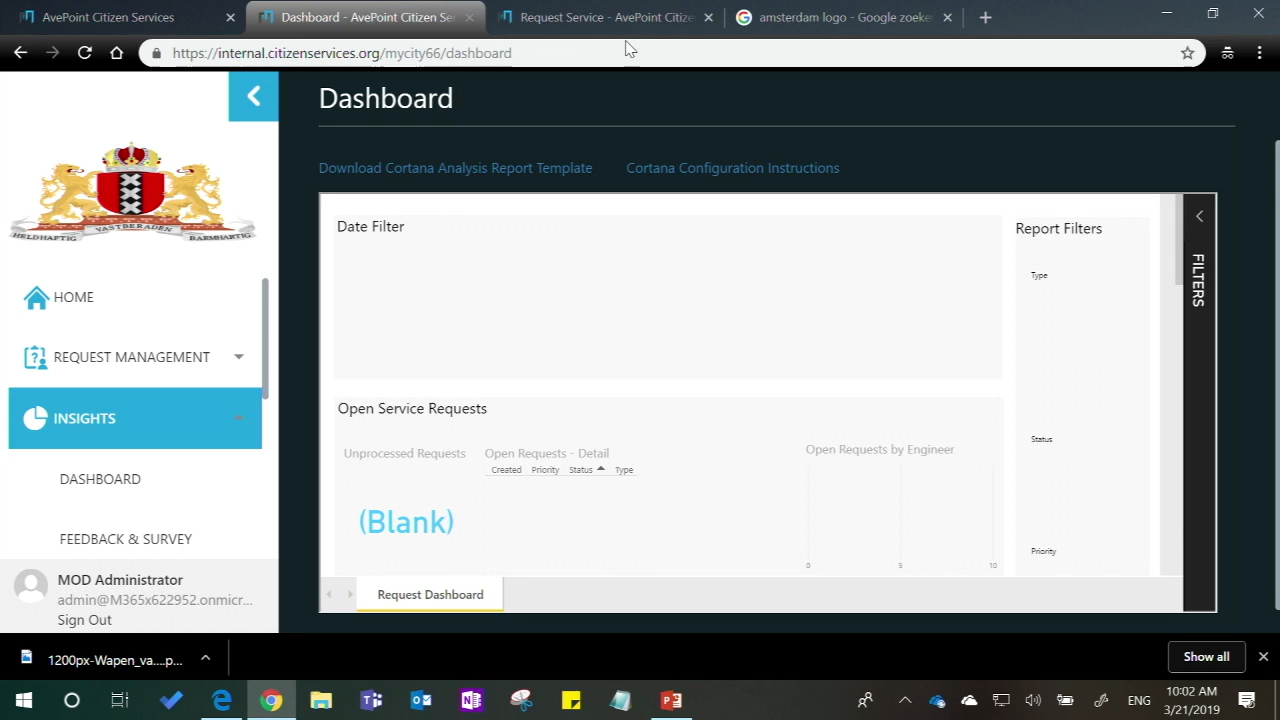 AvePoint Citizen Services
Dashboard - AvePoint Citizen Se
Request Service - AvePoint Citize
amsterdam logo - Google zoeke
https://internal.citizenservices.org/mycity66/dashboard
HELDHAFTIG VASTBERADEN BARMHARTIG
HOME
REQUEST MANAGEMENT
INSIGHTS
DASHBOARD
FEEDBACK & SURVEY
MOD Administrator
admin@M365x622952.onmicr...
Sign Out
Dashboard
Download Cortana Analysis Report Template
Cortana Configuration Instructions
Date Filter
Report Filters
Type
Status
Priority
FILTERS
Open Service Requests
Unprocessed Requests
(Blank)
Open Requests - Detail
Created Priority Status Type
Open Requests by Engineer
0 5 10
Request Dashboard
1200px-Wapen_va....p...
Show all
ENG
10:02 AM
3/21/2019